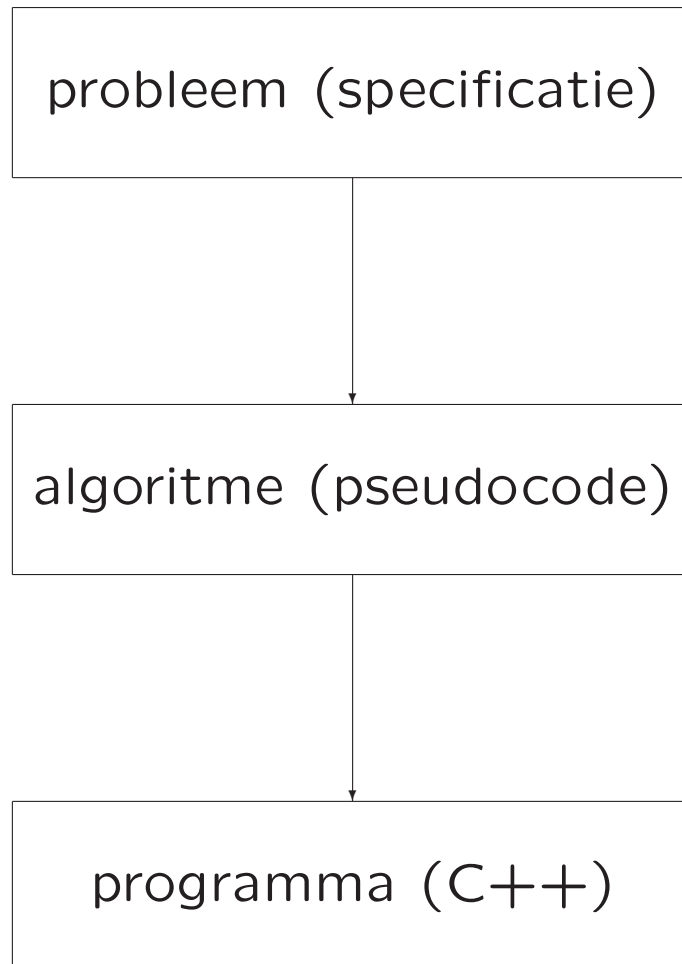 probleem (specificatie)
algoritme (pseudocode)
programma (C++)